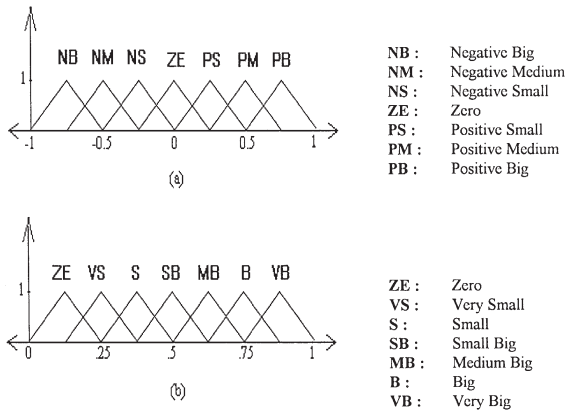 NB NM NS ZE PS PM PB
1
-1 -0.5 0 0.5 1
(a)
NB : Negative Big
NM : Negative Medium
NS : Negative Small
ZE : Zero
PS : Positive Small
PM : Positive Medium
PB : Positive Big
ZE VS S SB MB B VB
1
0 .25 .5 .75 1
(b)
ZE : Zero
VS : Very Small
S : Small
SB : Small Big
MB : Medium Big
B : Big
VB : Very Big